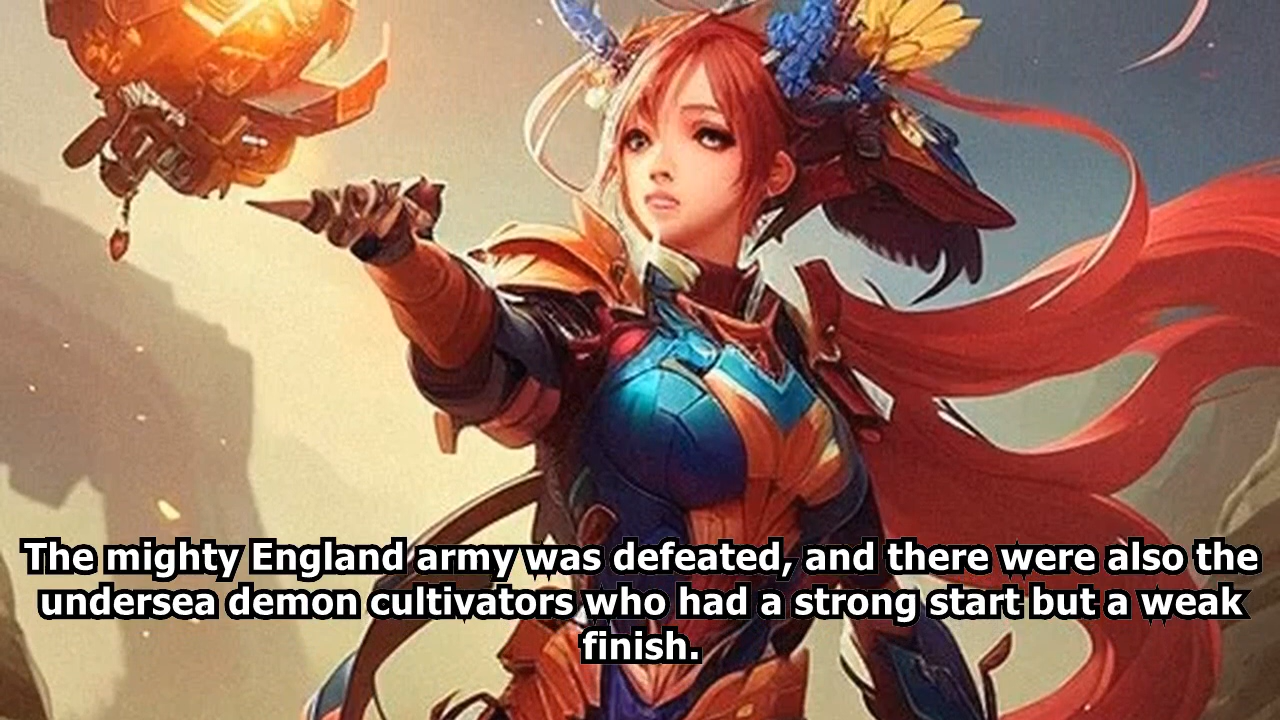 The mighty England army was defeated, and there were also the
undersea demon cultivators who had a strong start but a weak
finish.